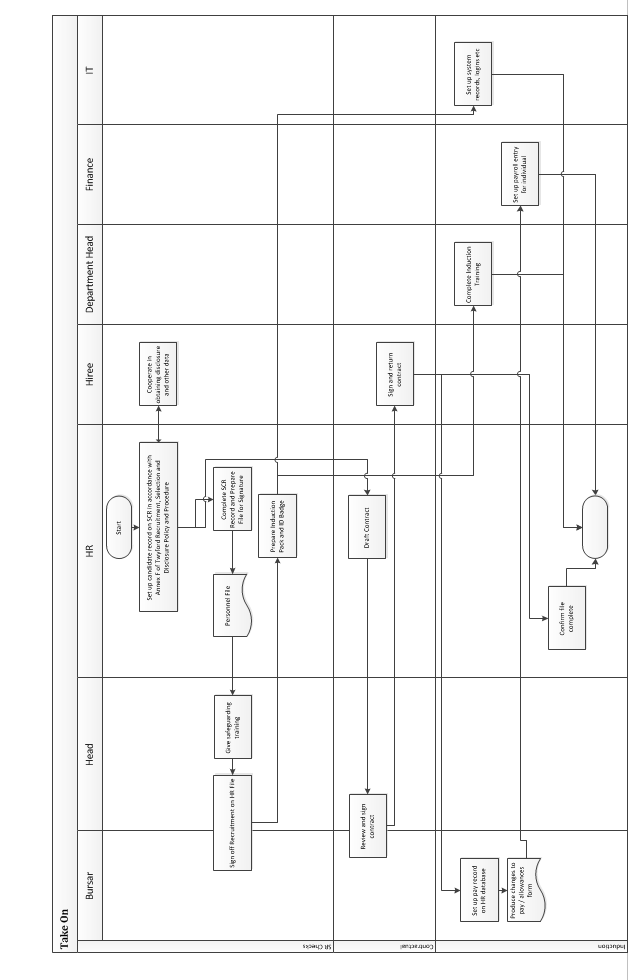 Take On
Bursar
Head
HR
Hiree
Department Head
Finance
IT
SR Checks
Contractual
Induction
Start
Set up candidate record on SCR in accordance with
Annex F of Twyford Recruitment, Selection and
Disclosure Policy and Procedure
Cooperate in
obtaining disclosure
and other data
Sign off Recruitment on HR File
Give safeguarding
training
Personnel File
Complete SCR
Record and Prepare
File for Signature
Prepare Induction
Pack and ID Badge
Review and sign
contract
Draft Contract
Sign and return
contract
Set up pay record
on HR database
Produce changes to
pay / allowances
form
Complete Induction
Training
Set up payroll entry
for individual
Set up system
records, logins etc
Confirm file
complete